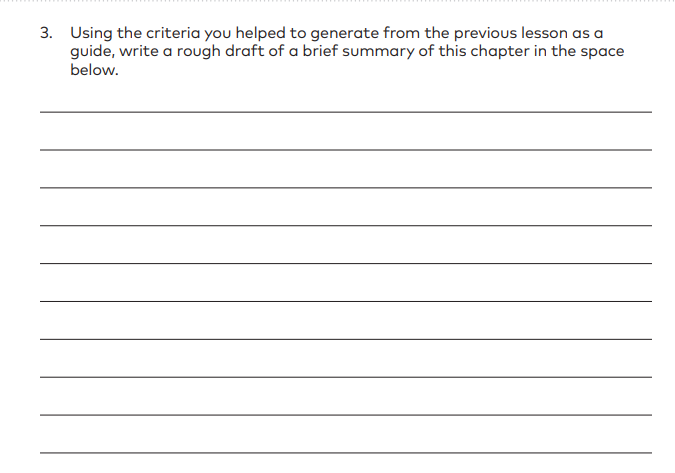 3. Using the criteria you helped to generate from the previous lesson as a
guide, write a rough draft of a brief summary of this chapter in the space
below.